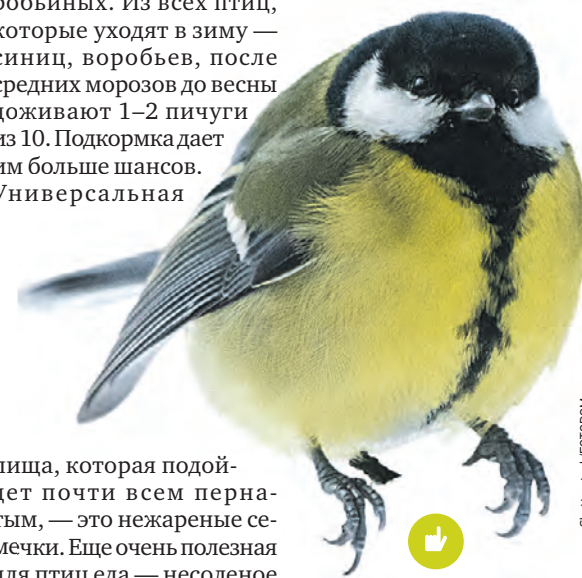 робьиных. Из всех птиц,
которые уходят в зиму —
синиц, воробьев, после
средних морозов до весны
доживают 1–2 пичуги
из 10. Подкормка дает
им больше шансов.
Универсальная
пища, которая подой-
дет почти всем перна-
тым, — это нежареные се-
мечки. Еще очень полезная
для птиц еда — несоленое